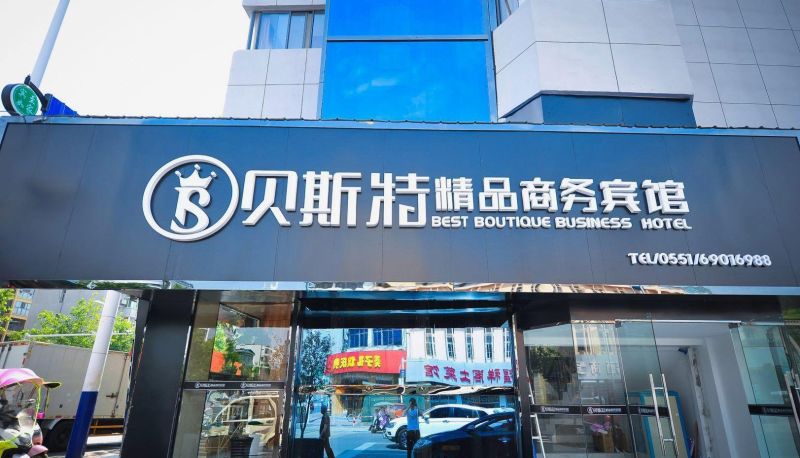 贝斯特精品商务宾馆
BEST BOUTIQUE BUSINESS HOTEL
TEL/0551/69016988